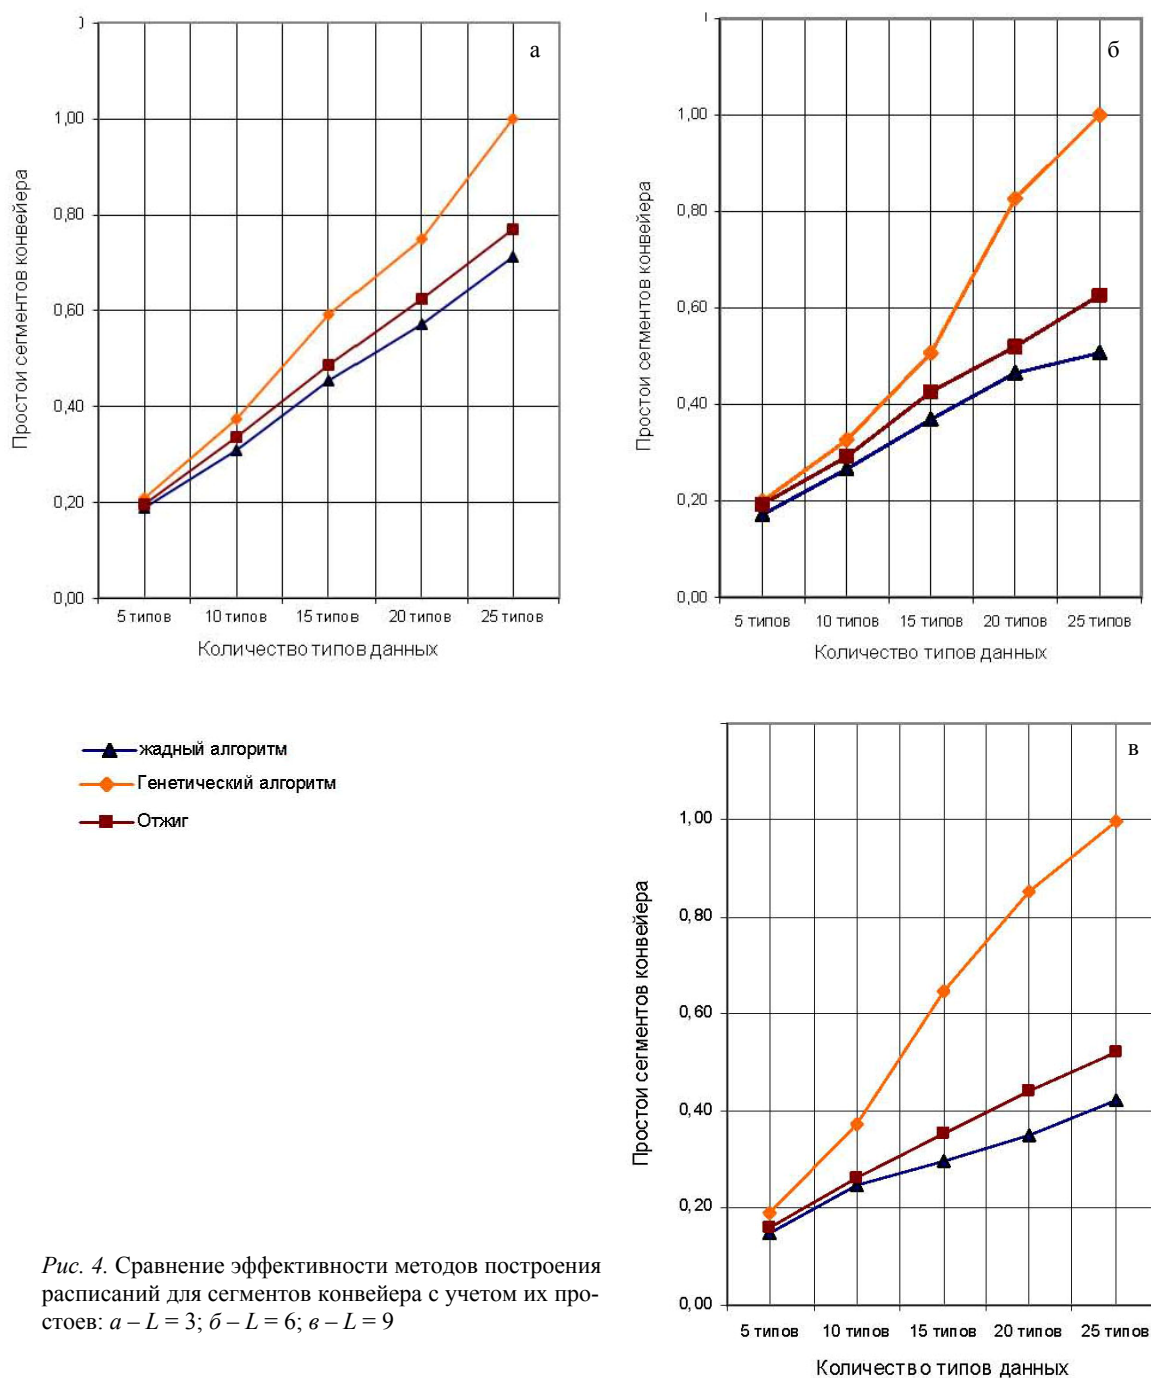 а
1,00
0,80
0,60
0,40
0,20
0,00
Простои сегментов конвейера
5 типов 10 типов 15 типов 20 типов 25 типов
Количество типов данных
б
1,00
0,80
0,60
0,40
0,20
0,00
Простои сегментов конвейера
5 типов 10 типов 15 типов 20 типов 25 типов
Количество типов данных
жадный алгоритм
Генетический алгоритм
Отжиг
в
1,00
0,80
0,60
0,40
0,20
0,00
Простои сегментов конвейера
5 типов 10 типов 15 типов 20 типов 25 типов
Количество типов данных
Рис. 4. Сравнение эффективности методов построения
расписаний для сегментов конвейера с учетом их про-
стоев: а – L = 3; б – L = 6; в – L = 9